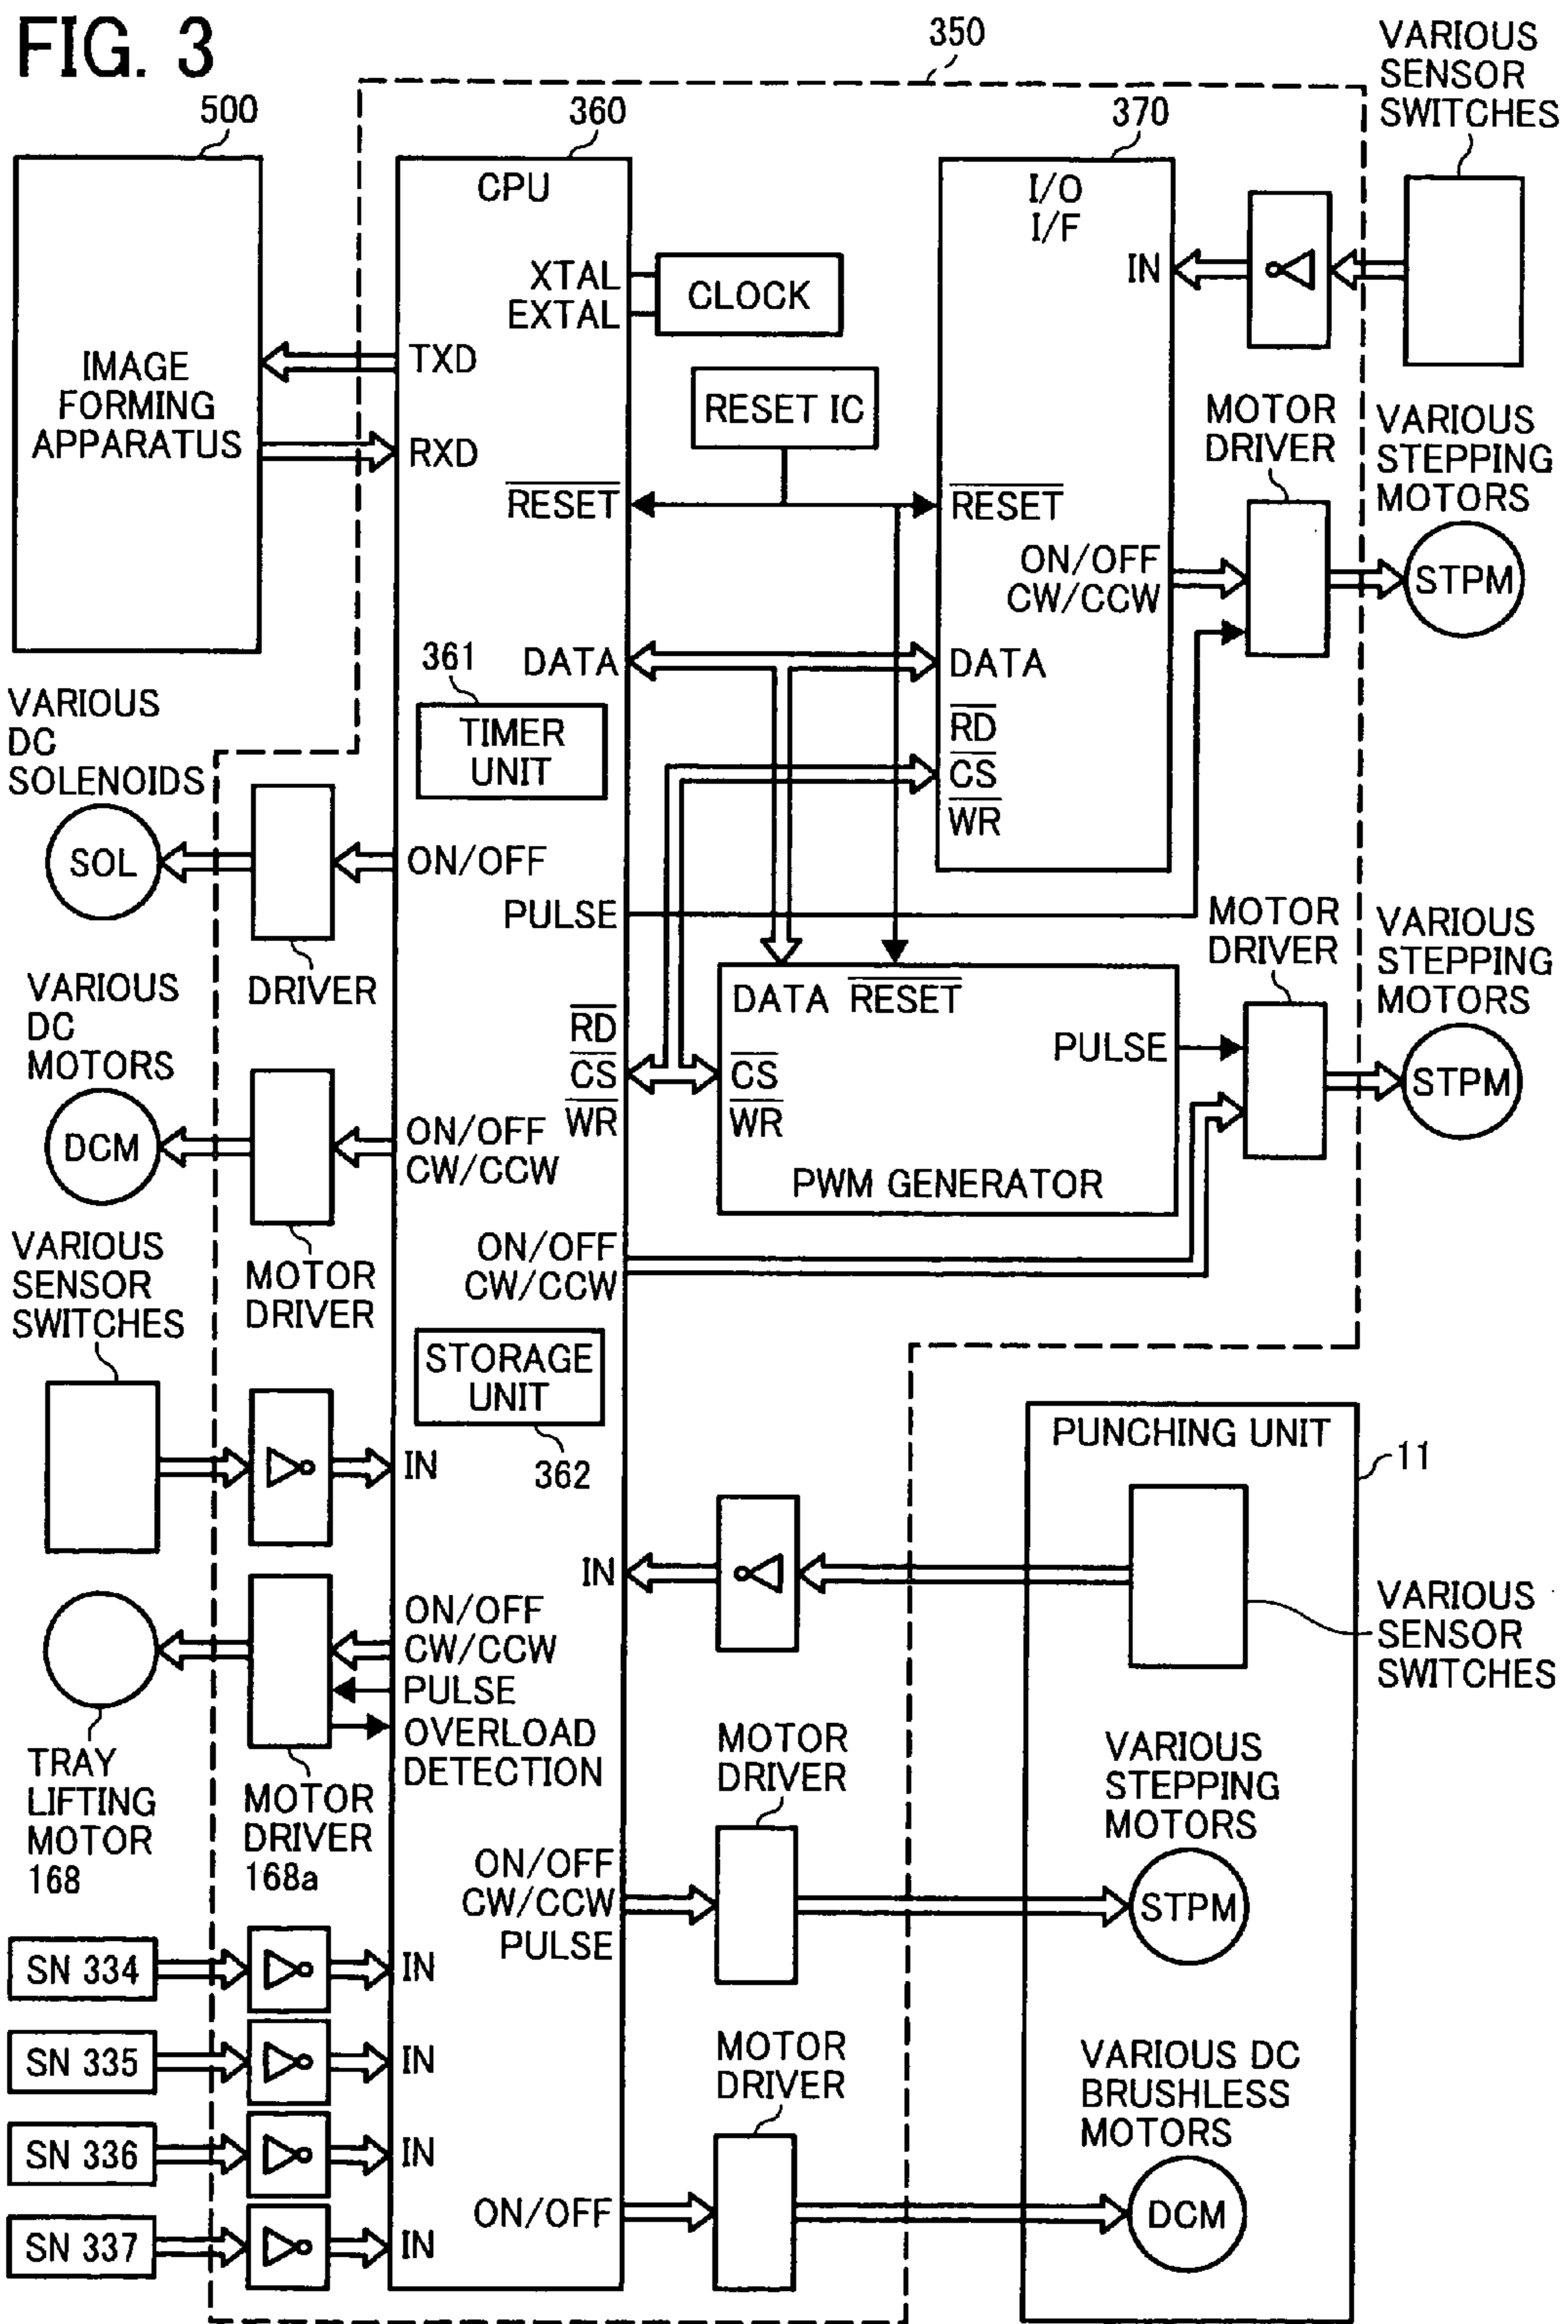 FIG. 3
350
VARIOUS
SENSOR
SWITCHES
500
360
370
CPU
I/O
I/F
XTAL
EXTAL
CLOCK
IN
IMAGE
FORMING
APPARATUS
TXD
RXD
RESET IC
RESET
RESET
MOTOR
DRIVER
VARIOUS
STEPPING
MOTORS
ON/OFF
CW/CCW
STPM
DATA
DATA
361
TIMER
UNIT
RD
CS
WR
VARIOUS
DC
SOLENOIDS
SOL
ON/OFF
DRIVER
PULSE
MOTOR
DRIVER
VARIOUS
STEPPING
MOTORS
DATA RESET
PULSE
STPM
RD
CS
WR
CS
WR
PWM GENERATOR
VARIOUS
DC
MOTORS
DCM
ON/OFF
CW/CCW
MOTOR
DRIVER
ON/OFF
CW/CCW
VARIOUS
SENSOR
SWITCHES
STORAGE
UNIT
362
IN
PUNCHING UNIT
11
IN
VARIOUS
SENSOR
SWITCHES
ON/OFF
CW/CCW
PULSE
OVERLOAD
DETECTION
TRAY
LIFTING
MOTOR
168
MOTOR
DRIVER
168a
MOTOR
DRIVER
VARIOUS
STEPPING
MOTORS
ON/OFF
CW/CCW
PULSE
STPM
SN 334
IN
SN 335
IN
SN 336
IN
SN 337
IN
MOTOR
DRIVER
VARIOUS DC
BRUSHLESS
MOTORS
ON/OFF
DCM